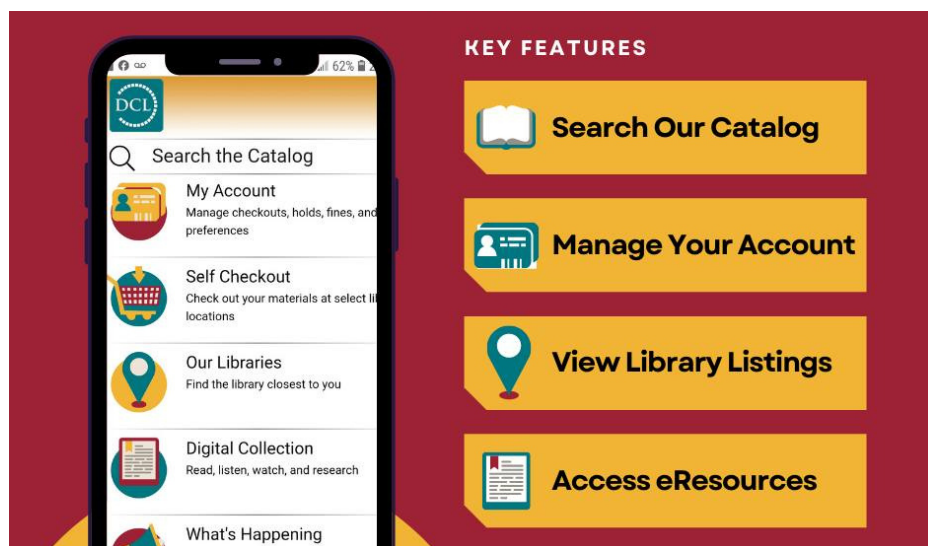 62%
DCL
Search the Catalog
My Account
Manage checkouts, holds, fines, and
preferences
Self Checkout
Check out your materials at select
locations
Our Libraries
Find the library closest to you
Digital Collection
Read, listen, watch, and research
What's Happening
KEY FEATURES
Search Our Catalog
Manage Your Account
View Library Listings
Access eResources